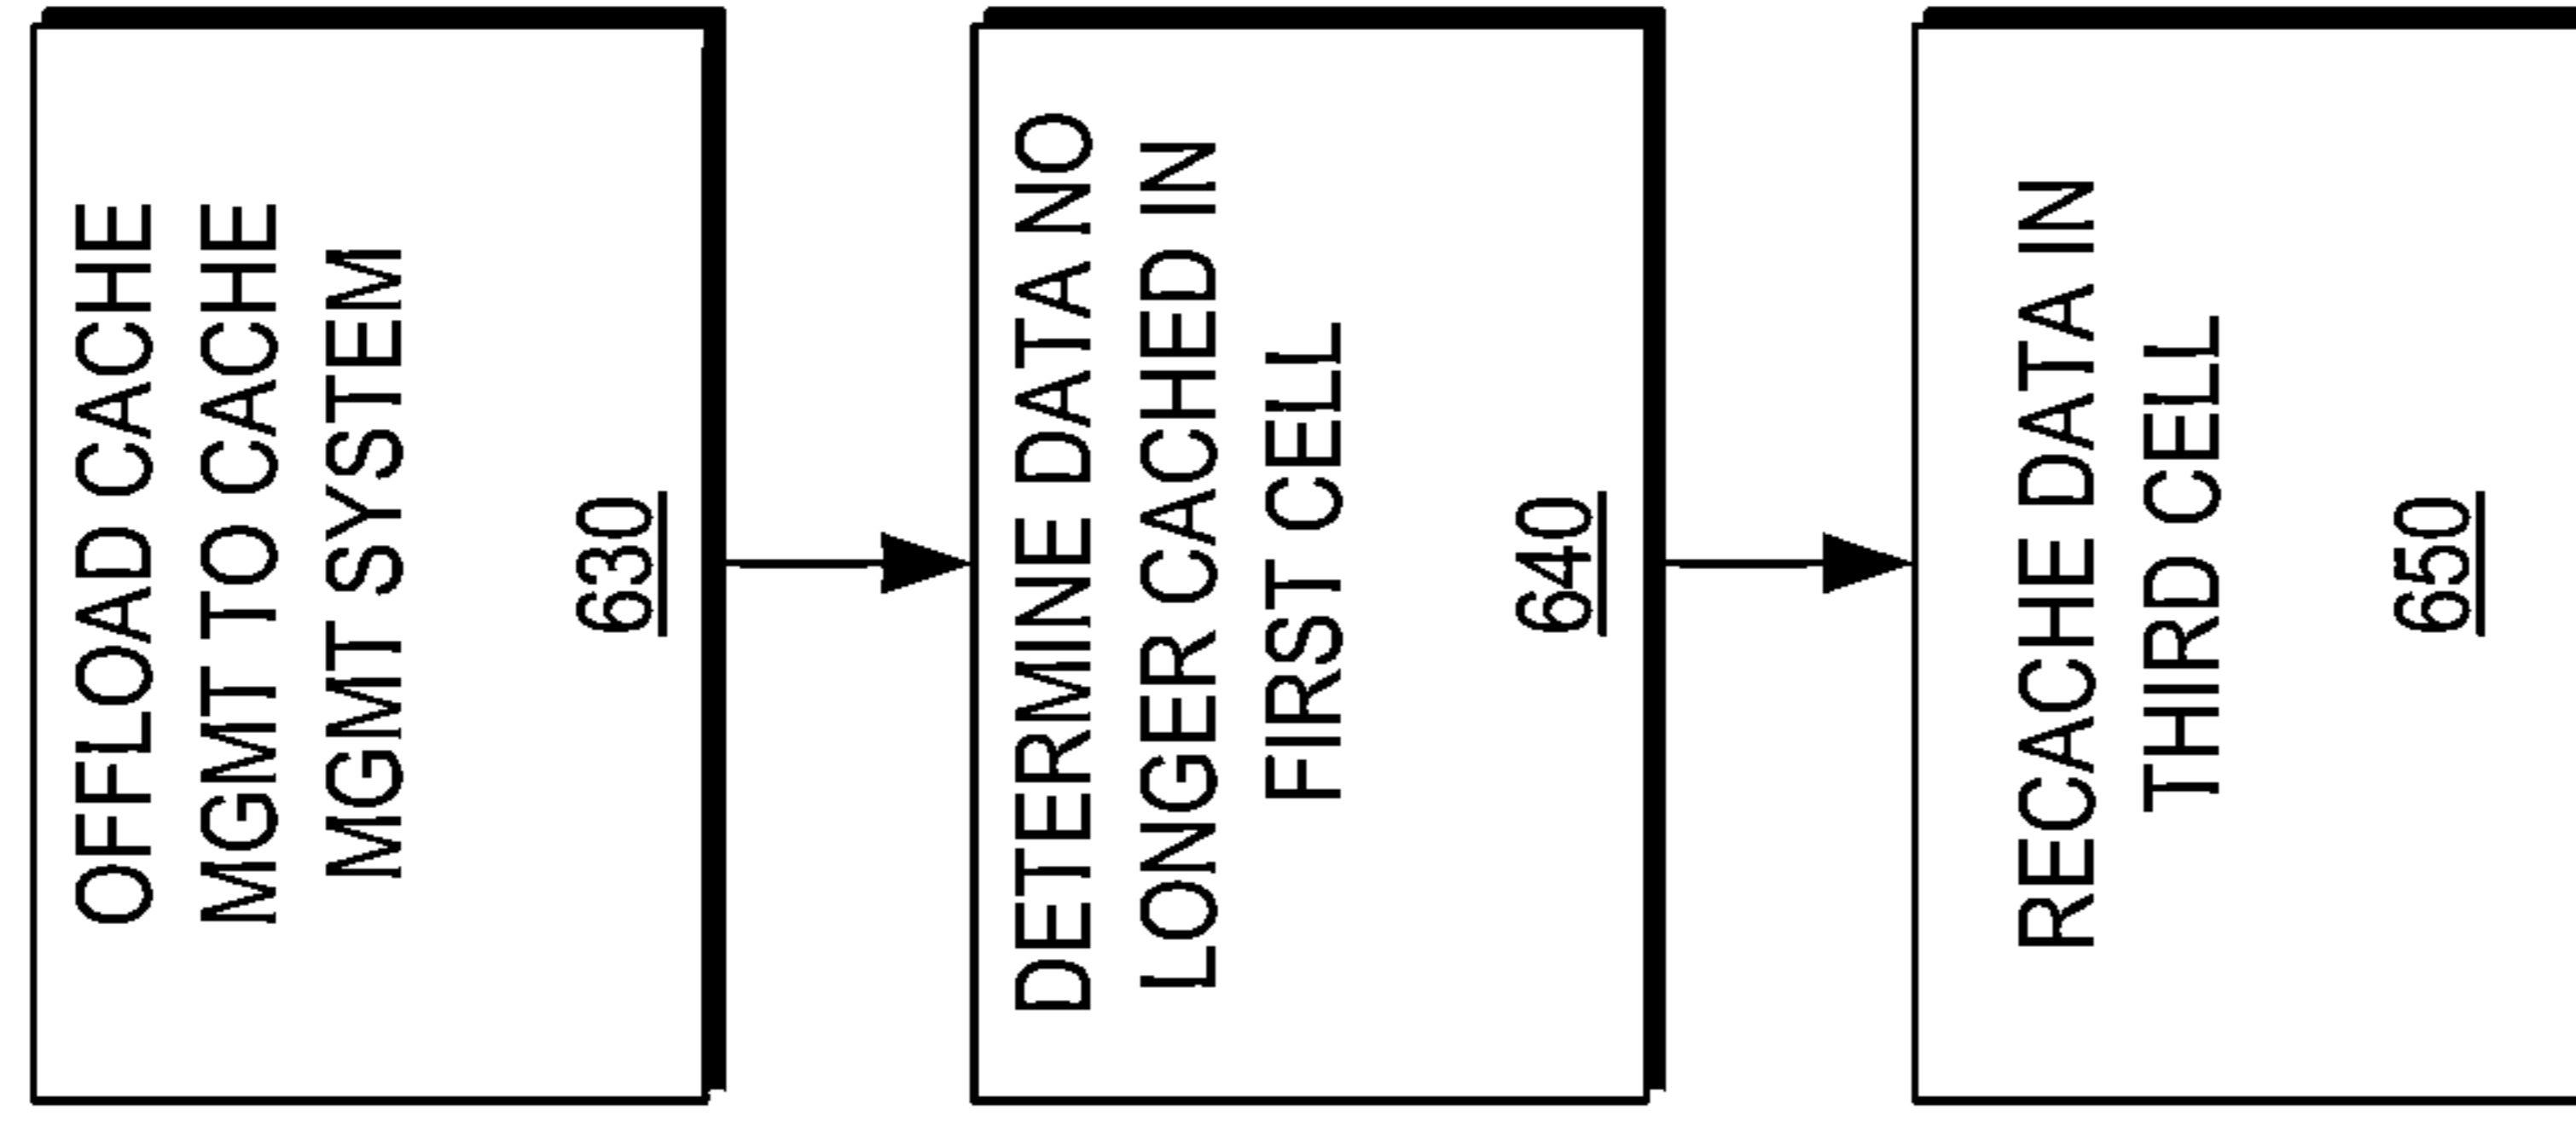 OFFLOAD CACHE
MGMT TO CACHE
MGMT SYSTEM
630
DETERMINE DATA NO
LONGER CACHED IN
FIRST CELL
640
RECACHE DATA IN
THIRD CELL
650